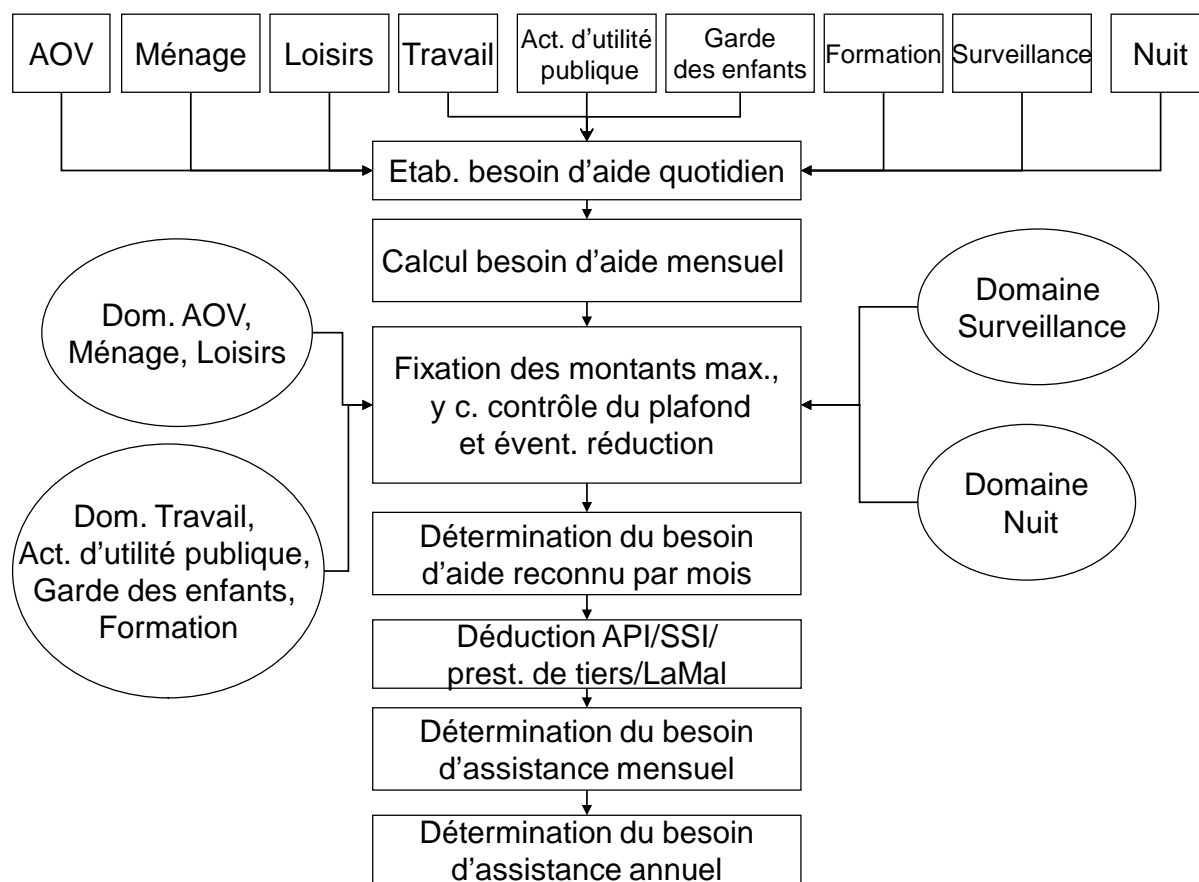 AOV
Ménage
Loisirs
Travail
Act. d'utilité
publique
Garde
des enfants
Formation
Surveillance
Nuit
Etab. besoin d'aide quotidien
Calcul besoin d'aide mensuel
Dom. AOV,
Ménage, Loisirs
Domaine
Surveillance
Fixation des montants max.,
y c. contrôle du plafond
et évent. réduction
Dom. Travail,
Act. d'utilité publique,
Garde des enfants,
Formation
Domaine
Nuit
Détermination du besoin
d'aide reconnu par mois
Déduction API/SSI/
prest. de tiers/LaMal
Détermination du besoin
d'assistance mensuel
Détermination du besoin
d'assistance annuel